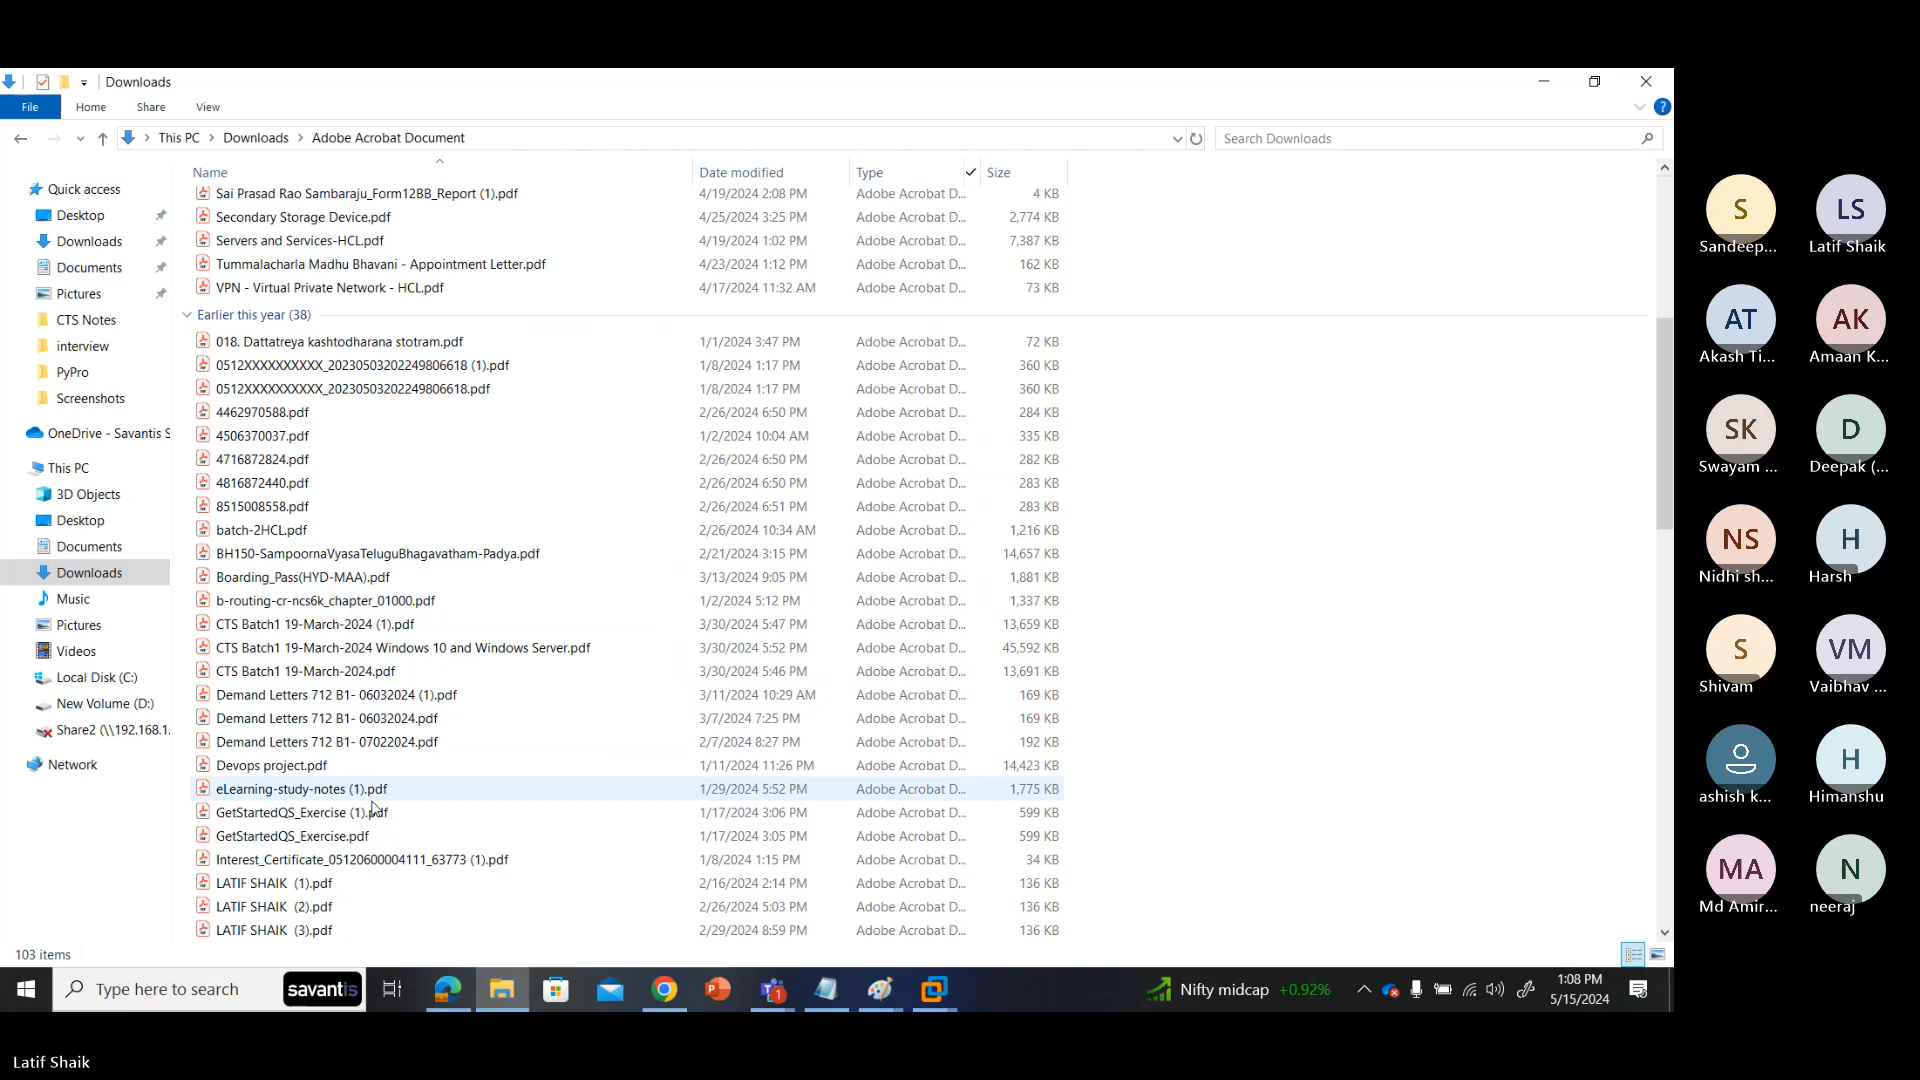 Downloads
File Home Share View
This PC > Downloads > Adobe Acrobat Document
Search Downloads
Name Date modified Type Size
Quick access
Desktop
Downloads
Documents
Pictures
CTS Notes
interview
PyPro
Screenshots
OneDrive - Savantis S
This PC
3D Objects
Desktop
Documents
Downloads
Music
Pictures
Videos
Local Disk (C:)
New Volume (D:)
Share2 (\\192.168.1.
Network
Sai Prasad Rao Sambaraju_Form12BB_Report (1).pdf 4/19/2024 2:08 PM Adobe Acrobat D... 4 KB
Secondary Storage Device.pdf 4/25/2024 3:25 PM Adobe Acrobat D... 2,774 KB
Servers and Services-HCL.pdf 4/19/2024 1:02 PM Adobe Acrobat D... 7,387 KB
Tummalacharla Madhu Bhavani - Appointment Letter.pdf 4/23/2024 1:12 PM Adobe Acrobat D... 162 KB
VPN - Virtual Private Network - HCL.pdf 4/17/2024 11:32 AM Adobe Acrobat D... 73 KB
Earlier this year (38)
018. Dattatreya kashtodharana stotram.pdf 1/1/2024 3:47 PM Adobe Acrobat D... 72 KB
0512XXXXXXXXXX_20230503202249806618 (1).pdf 1/8/2024 1:17 PM Adobe Acrobat D... 360 KB
0512XXXXXXXXXX_20230503202249806618.pdf 1/8/2024 1:17 PM Adobe Acrobat D... 360 KB
4462970588.pdf 2/26/2024 6:50 PM Adobe Acrobat D... 284 KB
4506370037.pdf 1/2/2024 10:04 AM Adobe Acrobat D... 335 KB
4716872824.pdf 2/26/2024 6:50 PM Adobe Acrobat D... 282 KB
4816872440.pdf 2/26/2024 6:50 PM Adobe Acrobat D... 283 KB
8515008558.pdf 2/26/2024 6:51 PM Adobe Acrobat D... 283 KB
batch-2HCL.pdf 2/26/2024 10:34 AM Adobe Acrobat D... 1,216 KB
BH150-SampoornaVyasaTeluguBhagavatham-Padya.pdf 2/21/2024 3:15 PM Adobe Acrobat D... 14,657 KB
Boarding_Pass(HYD-MAA).pdf 3/13/2024 9:05 PM Adobe Acrobat D... 1,881 KB
b-routing-cr-ncs6k_chapter_01000.pdf 1/2/2024 5:12 PM Adobe Acrobat D... 1,337 KB
CTS Batch1 19-March-2024 (1).pdf 3/30/2024 5:47 PM Adobe Acrobat D... 13,659 KB
CTS Batch1 19-March-2024 Windows 10 and Windows Server.pdf 3/30/2024 5:52 PM Adobe Acrobat D... 45,592 KB
CTS Batch1 19-March-2024.pdf 3/30/2024 5:46 PM Adobe Acrobat D... 13,691 KB
Demand Letters 712 B1- 06032024 (1).pdf 3/11/2024 10:29 AM Adobe Acrobat D... 169 KB
Demand Letters 712 B1- 06032024.pdf 3/7/2024 7:25 PM Adobe Acrobat D... 169 KB
Demand Letters 712 B1- 07022024.pdf 2/7/2024 8:27 PM Adobe Acrobat D... 192 KB
Devops project.pdf 1/11/2024 11:26 PM Adobe Acrobat D... 14,423 KB
eLearning-study-notes (1).pdf 1/29/2024 5:52 PM Adobe Acrobat D... 1,775 KB
GetStartedQS_Exercise (1).pdf 1/17/2024 3:06 PM Adobe Acrobat D... 599 KB
GetStartedQS_Exercise.pdf 1/17/2024 3:05 PM Adobe Acrobat D... 599 KB
Interest_Certificate_05120600004111_63773 (1).pdf 1/8/2024 1:15 PM Adobe Acrobat D... 34 KB
LATIF SHAIK (1).pdf 2/16/2024 2:14 PM Adobe Acrobat D... 136 KB
LATIF SHAIK (2).pdf 2/26/2024 5:03 PM Adobe Acrobat D... 136 KB
LATIF SHAIK (3).pdf 2/29/2024 8:59 PM Adobe Acrobat D... 136 KB
103 items
Type here to search savantis
Nifty midcap +0.92%
1:08 PM
5/15/2024
S LS
Sandeep... Latif Shaik
AT AK
Akash Ti... Amaan K...
SK D
Swayam ... Deepak (...
NS H
Nidhi sh... Harsh
S VM
Shivam Vaibhav ...
H
ashish k... Himanshu
MA N
Md Amir... neeraj
Latif Shaik